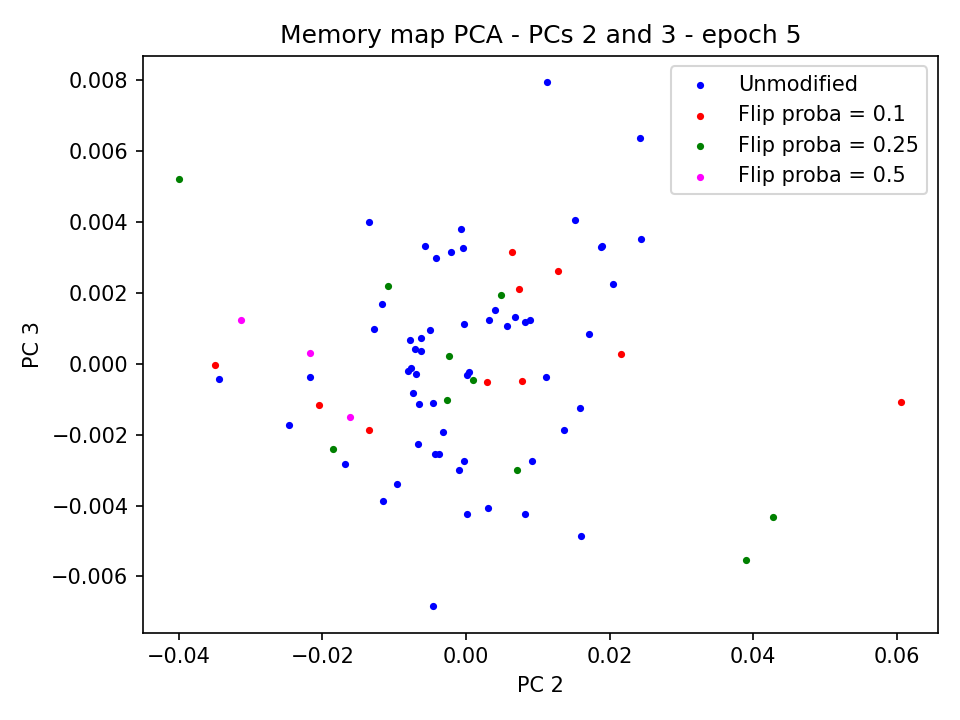 Memory map PCA - PCs 2 and 3 - epoch 5
Unmodified
Flip proba = 0.1
Flip proba = 0.25
Flip proba = 0.5
0.008
0.006
0.004
0.002
0.000
−0.002
−0.004
−0.006
PC 3
−0.04
−0.02
0.00
0.02
0.04
0.06
PC 2